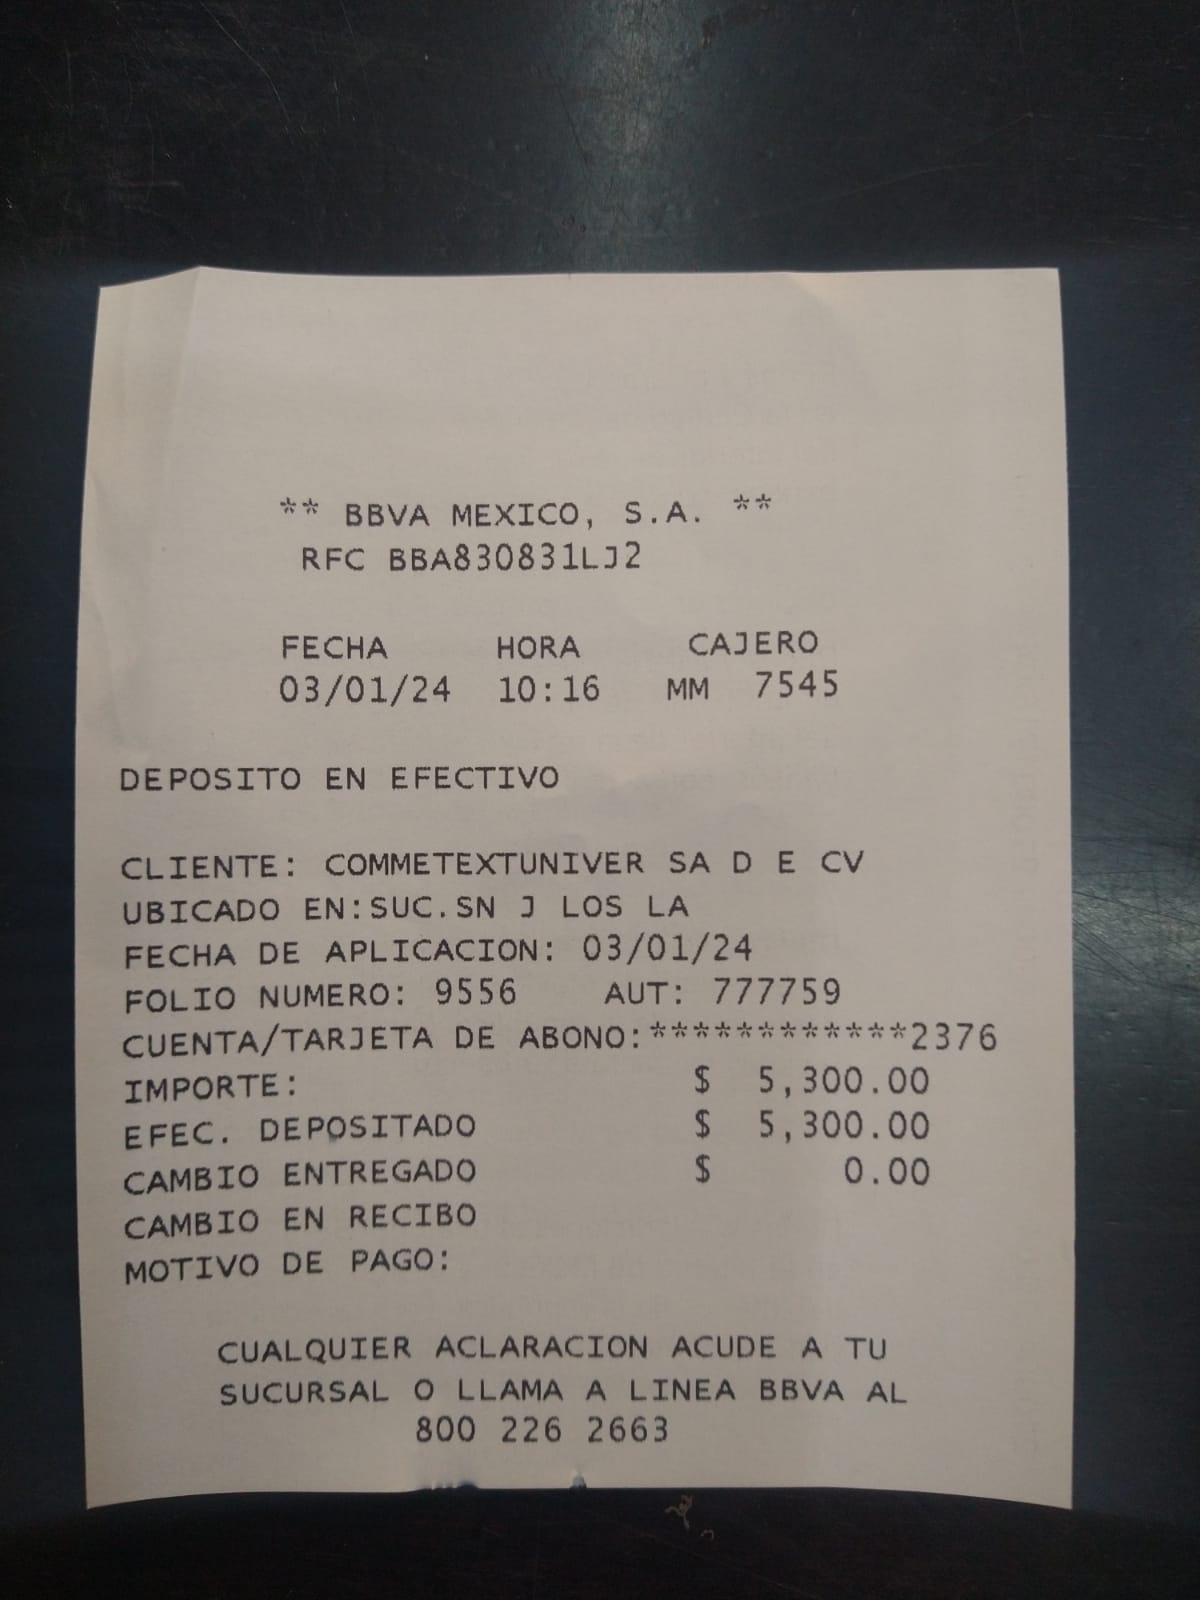 ** BBVA MEXICO, S.A. **
RFC BBA830831LJ2
FECHA HORA CAJERO
03/01/24 10:16 MM 7545
DEPOSITO EN EFECTIVO
CLIENTE: COMMETEXTUNIVER SA D E CV
UBICADO EN:SUC.SN J LOS LA
FECHA DE APLICACION: 03/01/24
FOLIO NUMERO: 9556 AUT: 777759
CUENTA/TARJETA DE ABONO:************2376
IMPORTE: $ 5,300.00
EFEC. DEPOSITADO $ 5,300.00
CAMBIO ENTREGADO $ 0.00
CAMBIO EN RECIBO
MOTIVO DE PAGO:
CUALQUIER ACLARACION ACUDE A TU
SUCURSAL O LLAMA A LINEA BBVA AL
800 226 2663